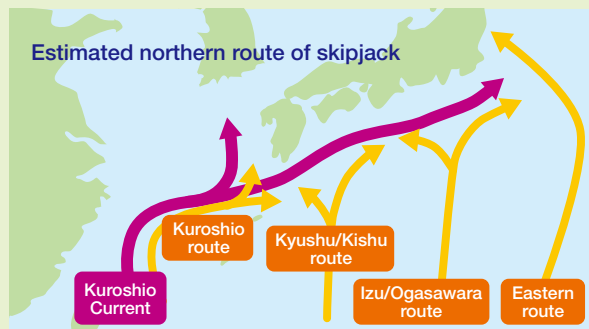 Estimated northern route of skipjack
Kuroshio
route
Kyushu/Kishu
route
Kuroshio
Current
Izu/Ogasawara
route
Eastern
route